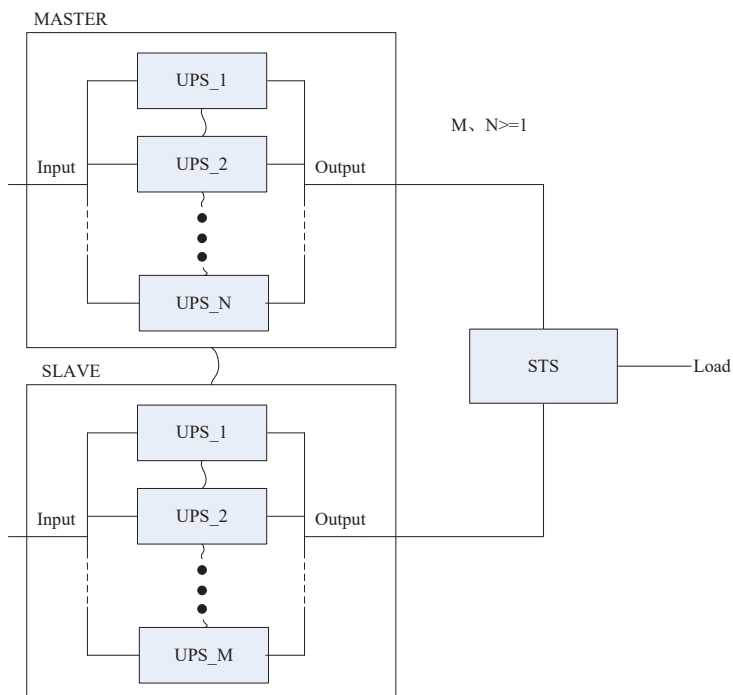 MASTER
UPS_1
M、N>=1
Input
UPS_2
Output
UPS_N
STS
Load
SLAVE
UPS_1
Input
UPS_2
Output
UPS_M